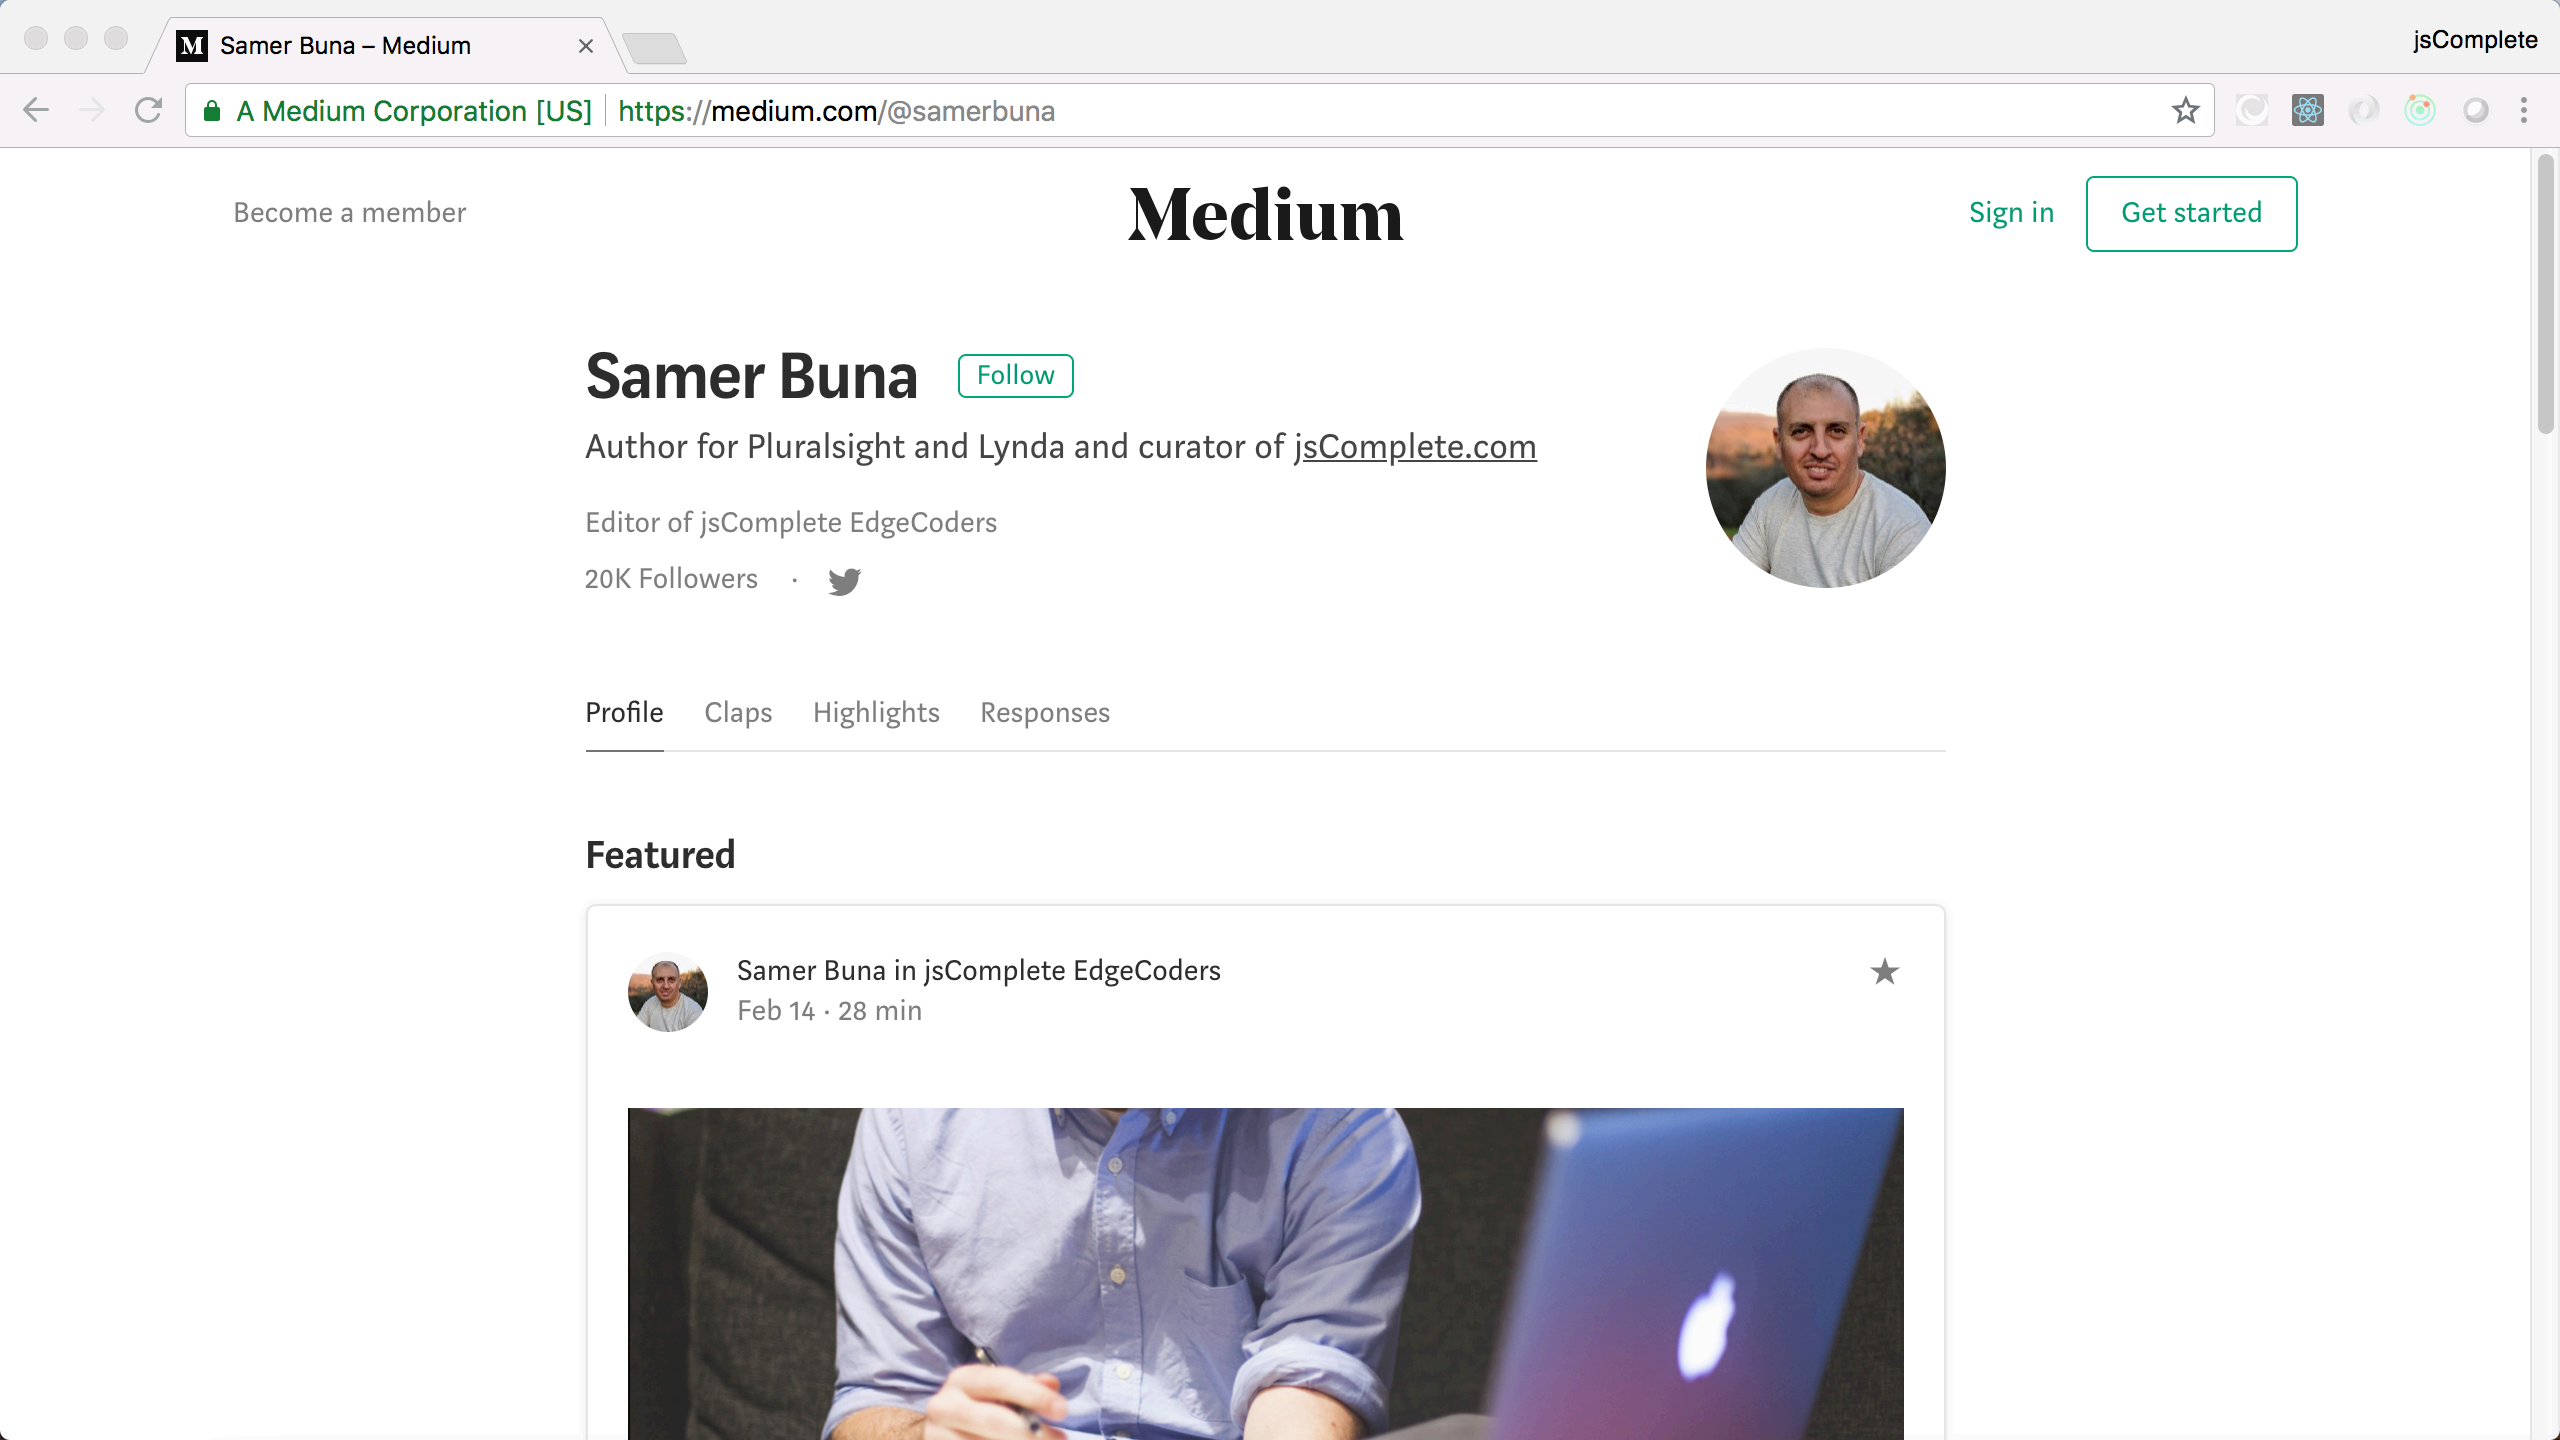 Samer Buna – Medium
jsComplete
A Medium Corporation [US] https://medium.com/@samerbuna
Become a member
Medium
Sign in
Get started
Samer Buna
Follow
Author for Pluralsight and Lynda and curator of jsComplete.com
Editor of jsComplete EdgeCoders
20K Followers ·
Profile Claps Highlights Responses
Featured
Samer Buna in jsComplete EdgeCoders
Feb 14 · 28 min